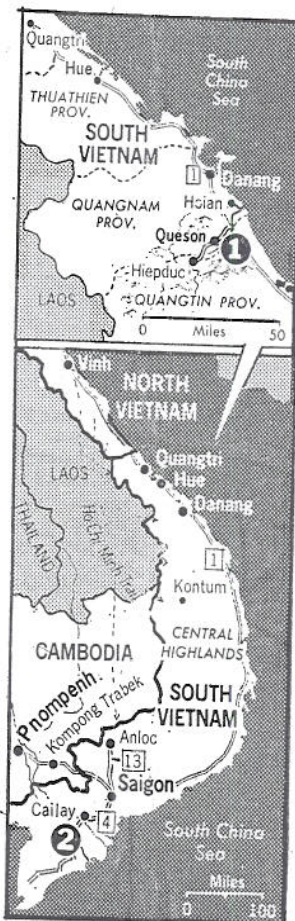 Quangtri
Hue
South
China
Sea
THUATHIEN
PROV.
SOUTH
VIETNAM
1
Danang
Hsian
QUANGNAM
PROV.
Queson
1
Hiepduc
LAOS
QUANGTIN PROV.
0 50
Miles
Vinh
NORTH
VIETNAM
Quangtri
Hue
Danang
LAOS
THAILAND
Ho Chi Minh Trail
1
Kontum
CENTRAL
HIGHLANDS
CAMBODIA
SOUTH
VIETNAM
Pnompenh
Kompong Trabek
Anloc
13
Saigon
Cailay
4
2
South China
Sea
Miles
0 100